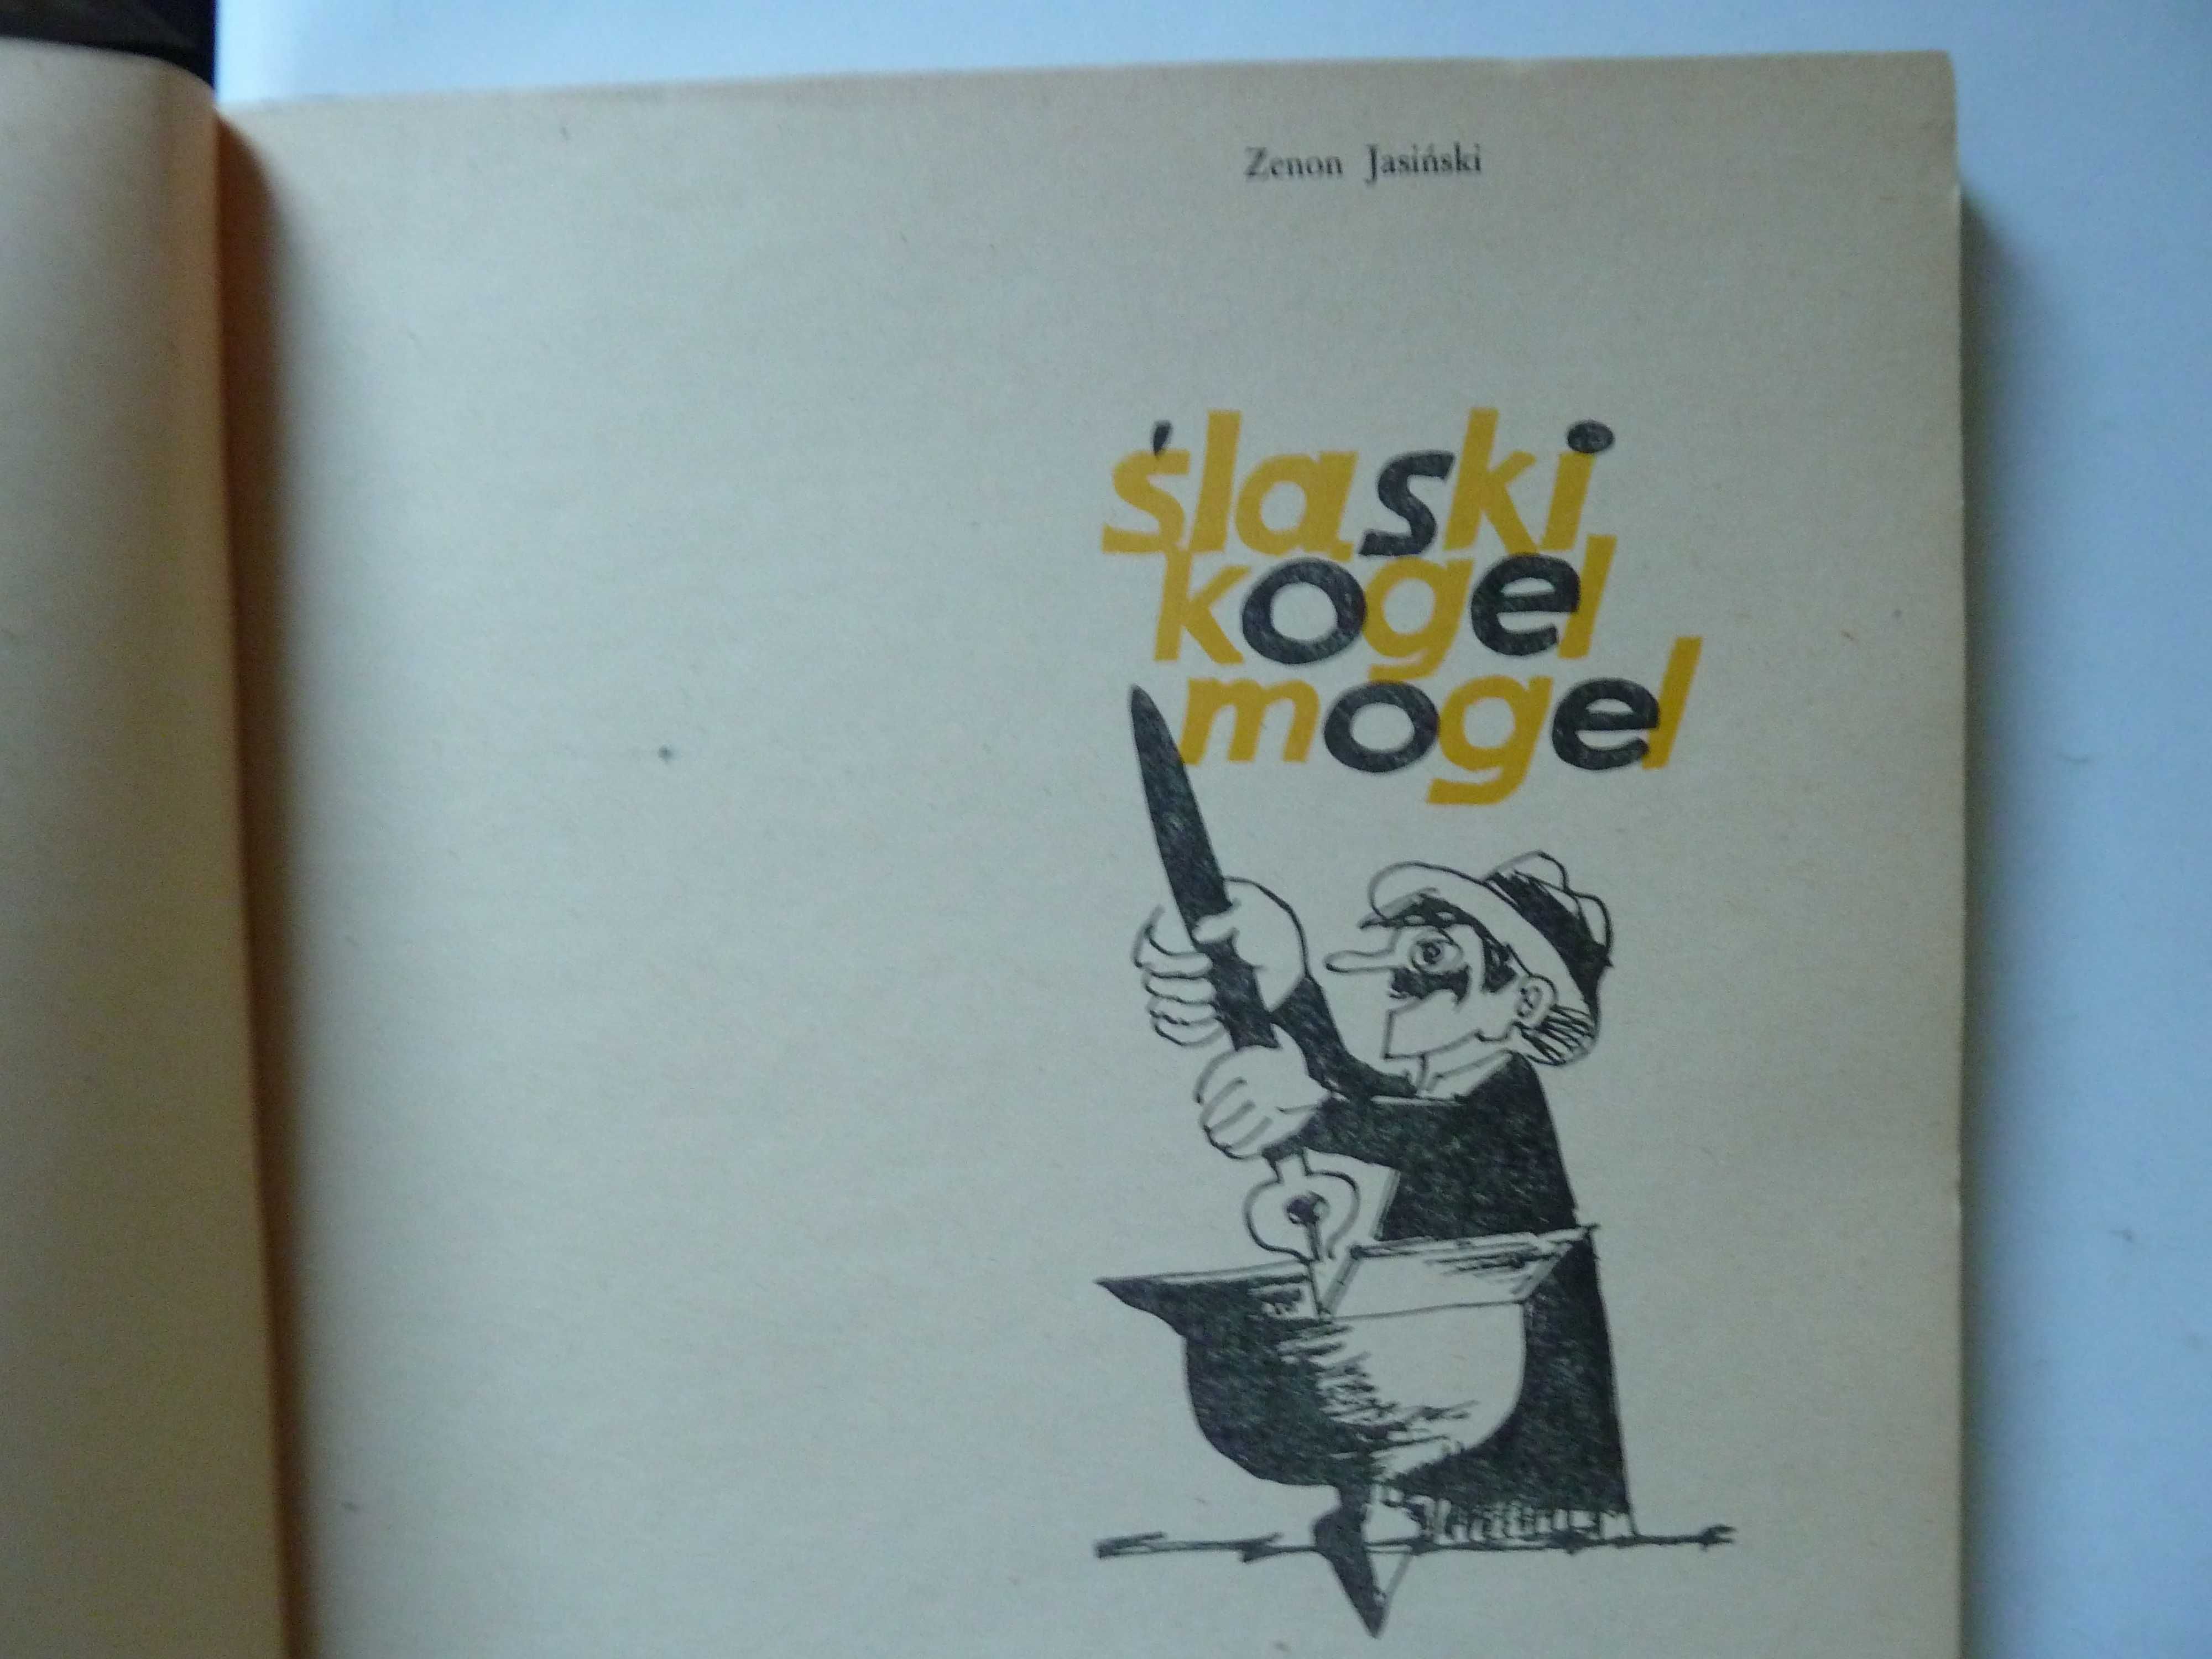 Zenon Jasiński
śląski
kogel
mogel